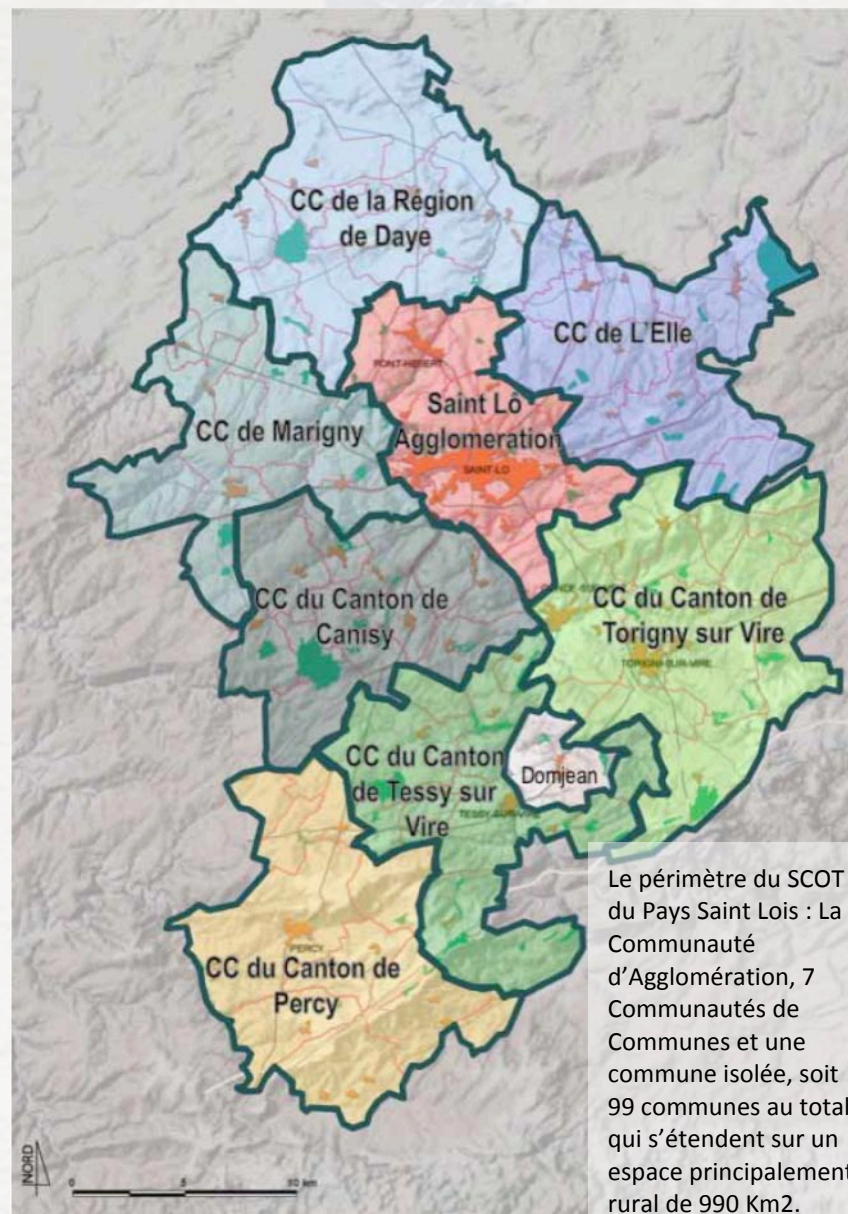 CC de la Région
de Daye
CC de L'Elle
PONT-HEBERT
Saint Lô
Agglomeration
SAINT-LO
CC de Marigny
CC du Canton de
Canisy
CC du Canton de
Torigny sur Vire
TORIGNI-SUR-VIRE
CC du Canton
de Tessy sur
Vire
TESSY-SUR-VIRE
Domjean
PERCY
CC du Canton de
Percy
Le périmètre du SCOT
du Pays Saint Lois : La
Communauté
d'Agglomération, 7
Communautés de
Communes et une
commune isolée, soit
99 communes au total
qui s'étendent sur un
espace principalement
rural de 990 Km2.
NORD
0 5 10 km